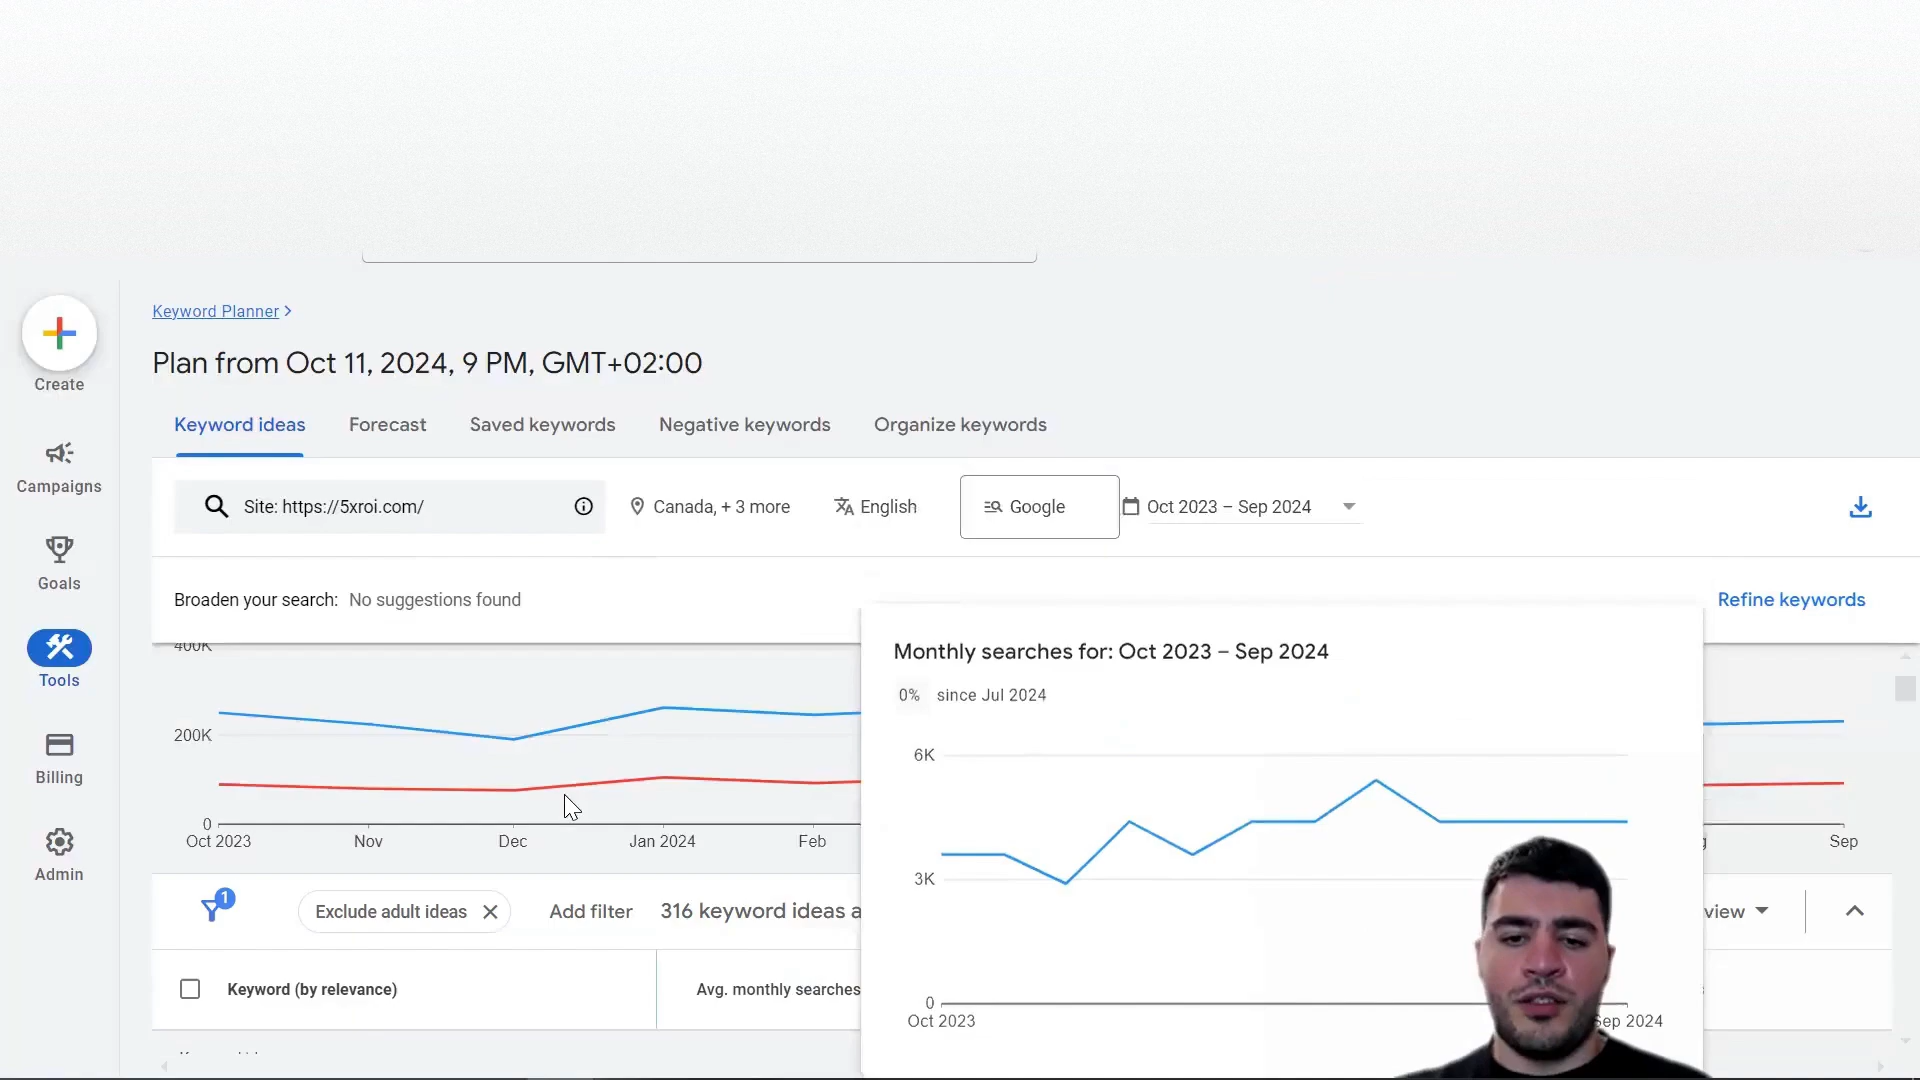 Create
Campaigns
Goals
Tools
Billing
Admin
Keyword Planner
Plan from Oct 11, 2024, 9 PM, GMT+02:00
Keyword ideas
Forecast
Saved keywords
Negative keywords
Organize keywords
Site: https://5xroi.com/
Canada, + 3 more
English
Google
Oct 2023 – Sep 2024
Broaden your search: No suggestions found
Refine keywords
400K
200K
0
Oct 2023
Nov
Dec
Jan 2024
Feb
Sep
Monthly searches for: Oct 2023 – Sep 2024
0% since Jul 2024
6K
3K
0
Oct 2023
Sep 2024
1
Exclude adult ideas
Add filter
316 keyword ideas a
view
Keyword (by relevance)
Avg. monthly searches